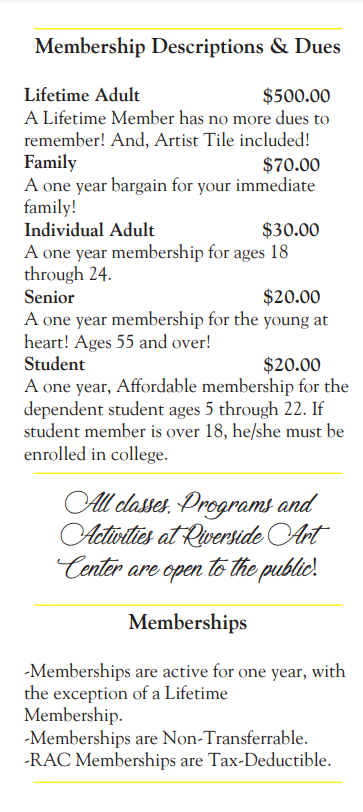 Membership Descriptions & Dues
Lifetime Adult $500.00
A Lifetime Member has no more dues to
remember! And, Artist Tile included!
Family $70.00
A one year bargain for your immediate
family!
Individual Adult $30.00
A one year membership for ages 18
through 24.
Senior $20.00
A one year membership for the young at
heart! Ages 55 and over!
Student $20.00
A one year, Affordable membership for the
dependent student ages 5 through 22. If
student member is over 18, he/she must be
enrolled in college.
All classes, Programs and
Activities at Riverside Art
Center are open to the public!
Memberships
-Memberships are active for one year, with
the exception of a Lifetime
Membership.
-Memberships are Non-Transferrable.
-RAC Memberships are Tax-Deductible.